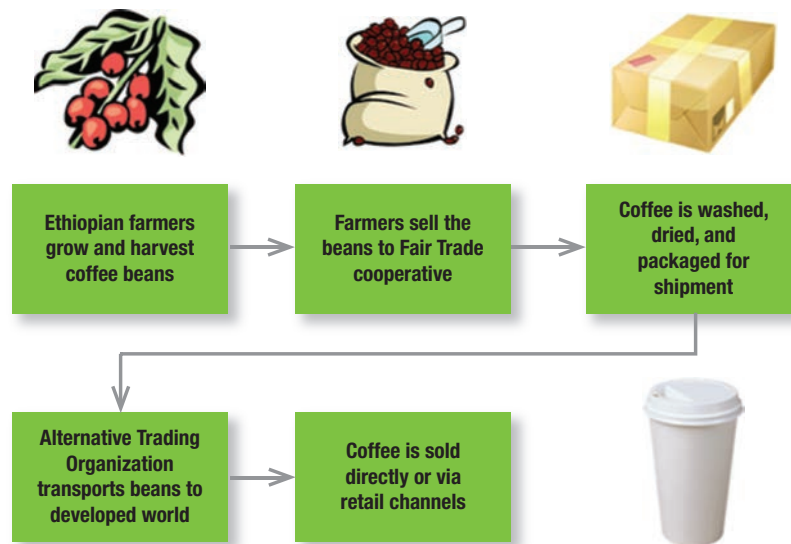 Ethiopian farmers
grow and harvest
coffee beans
Farmers sell the
beans to Fair Trade
cooperative
Coffee is washed,
dried, and
packaged for
shipment
Alternative Trading
Organization
transports beans to
developed world
Coffee is sold
directly or via
retail channels